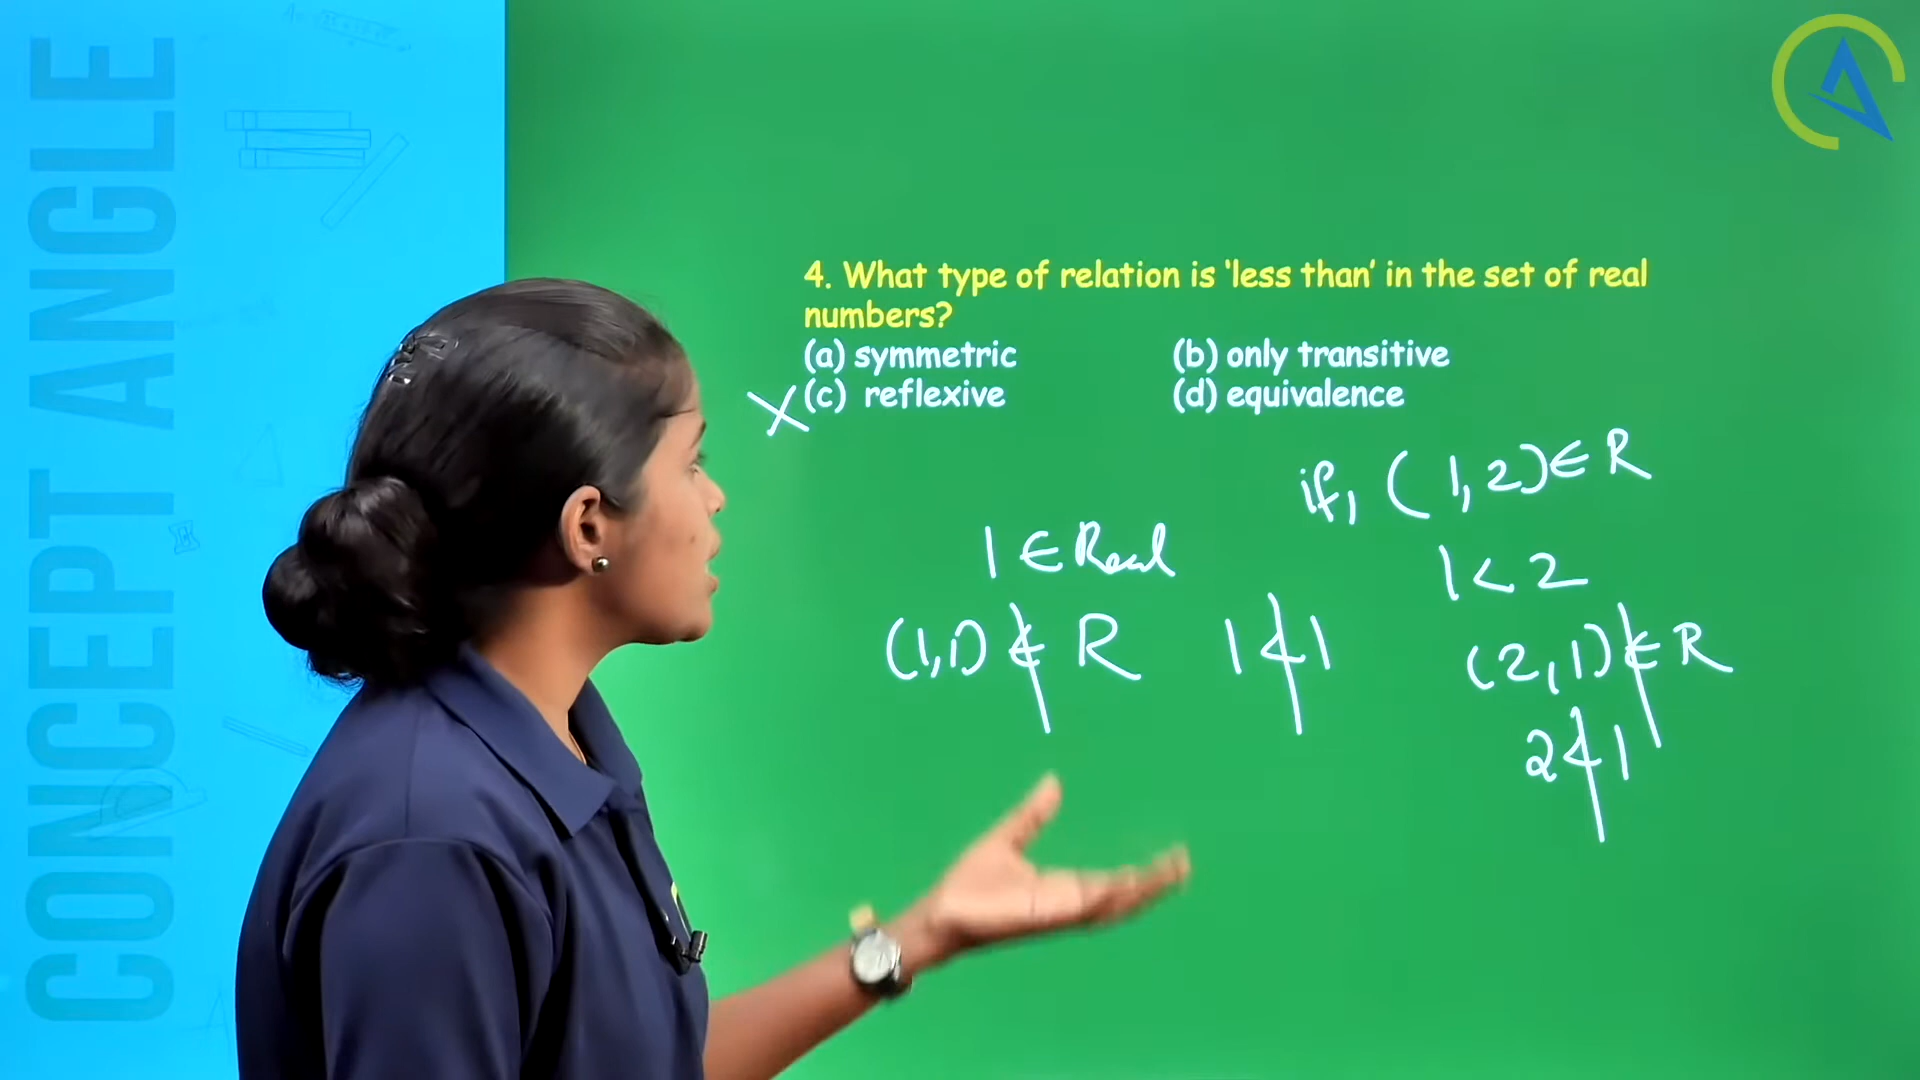 CONCEPT ANGLE
4. What type of relation is ‘less than’ in the set of real
numbers?
(a) symmetric (b) only transitive
X (c) reflexive (d) equivalence
if, (1,2) ∈ R
1 ∈ Real
1 < 2
(1,1) ∉ R 1 ≮ 1
(2,1) ∉ R
2 ≮ 1